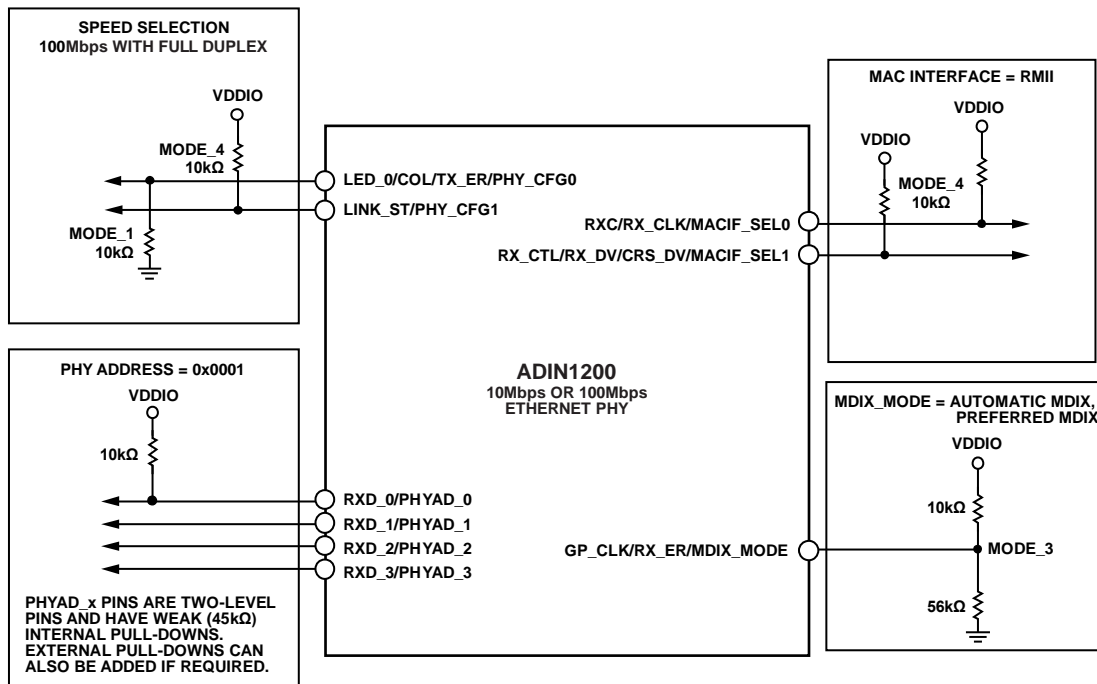 SPEED SELECTION
100Mbps WITH FULL DUPLEX
VDDIO
MODE_4
10kΩ
MODE_1
10kΩ
LED_0/COL/TX_ER/PHY_CFG0
LINK_ST/PHY_CFG1
MAC INTERFACE = RMII
VDDIO
VDDIO
MODE_4
10kΩ
RXC/RX_CLK/MACIF_SEL0
RX_CTL/RX_DV/CRS_DV/MACIF_SEL1
ADIN1200
10Mbps OR 100Mbps
ETHERNET PHY
PHY ADDRESS = 0x0001
VDDIO
10kΩ
RXD_0/PHYAD_0
RXD_1/PHYAD_1
RXD_2/PHYAD_2
RXD_3/PHYAD_3
PHYAD_x PINS ARE TWO-LEVEL
PINS AND HAVE WEAK (45kΩ)
INTERNAL PULL-DOWNS.
EXTERNAL PULL-DOWNS CAN
ALSO BE ADDED IF REQUIRED.
MDIX_MODE = AUTOMATIC MDIX,
PREFERRED MDIX
VDDIO
10kΩ
GP_CLK/RX_ER/MDIX_MODE
MODE_3
56kΩ